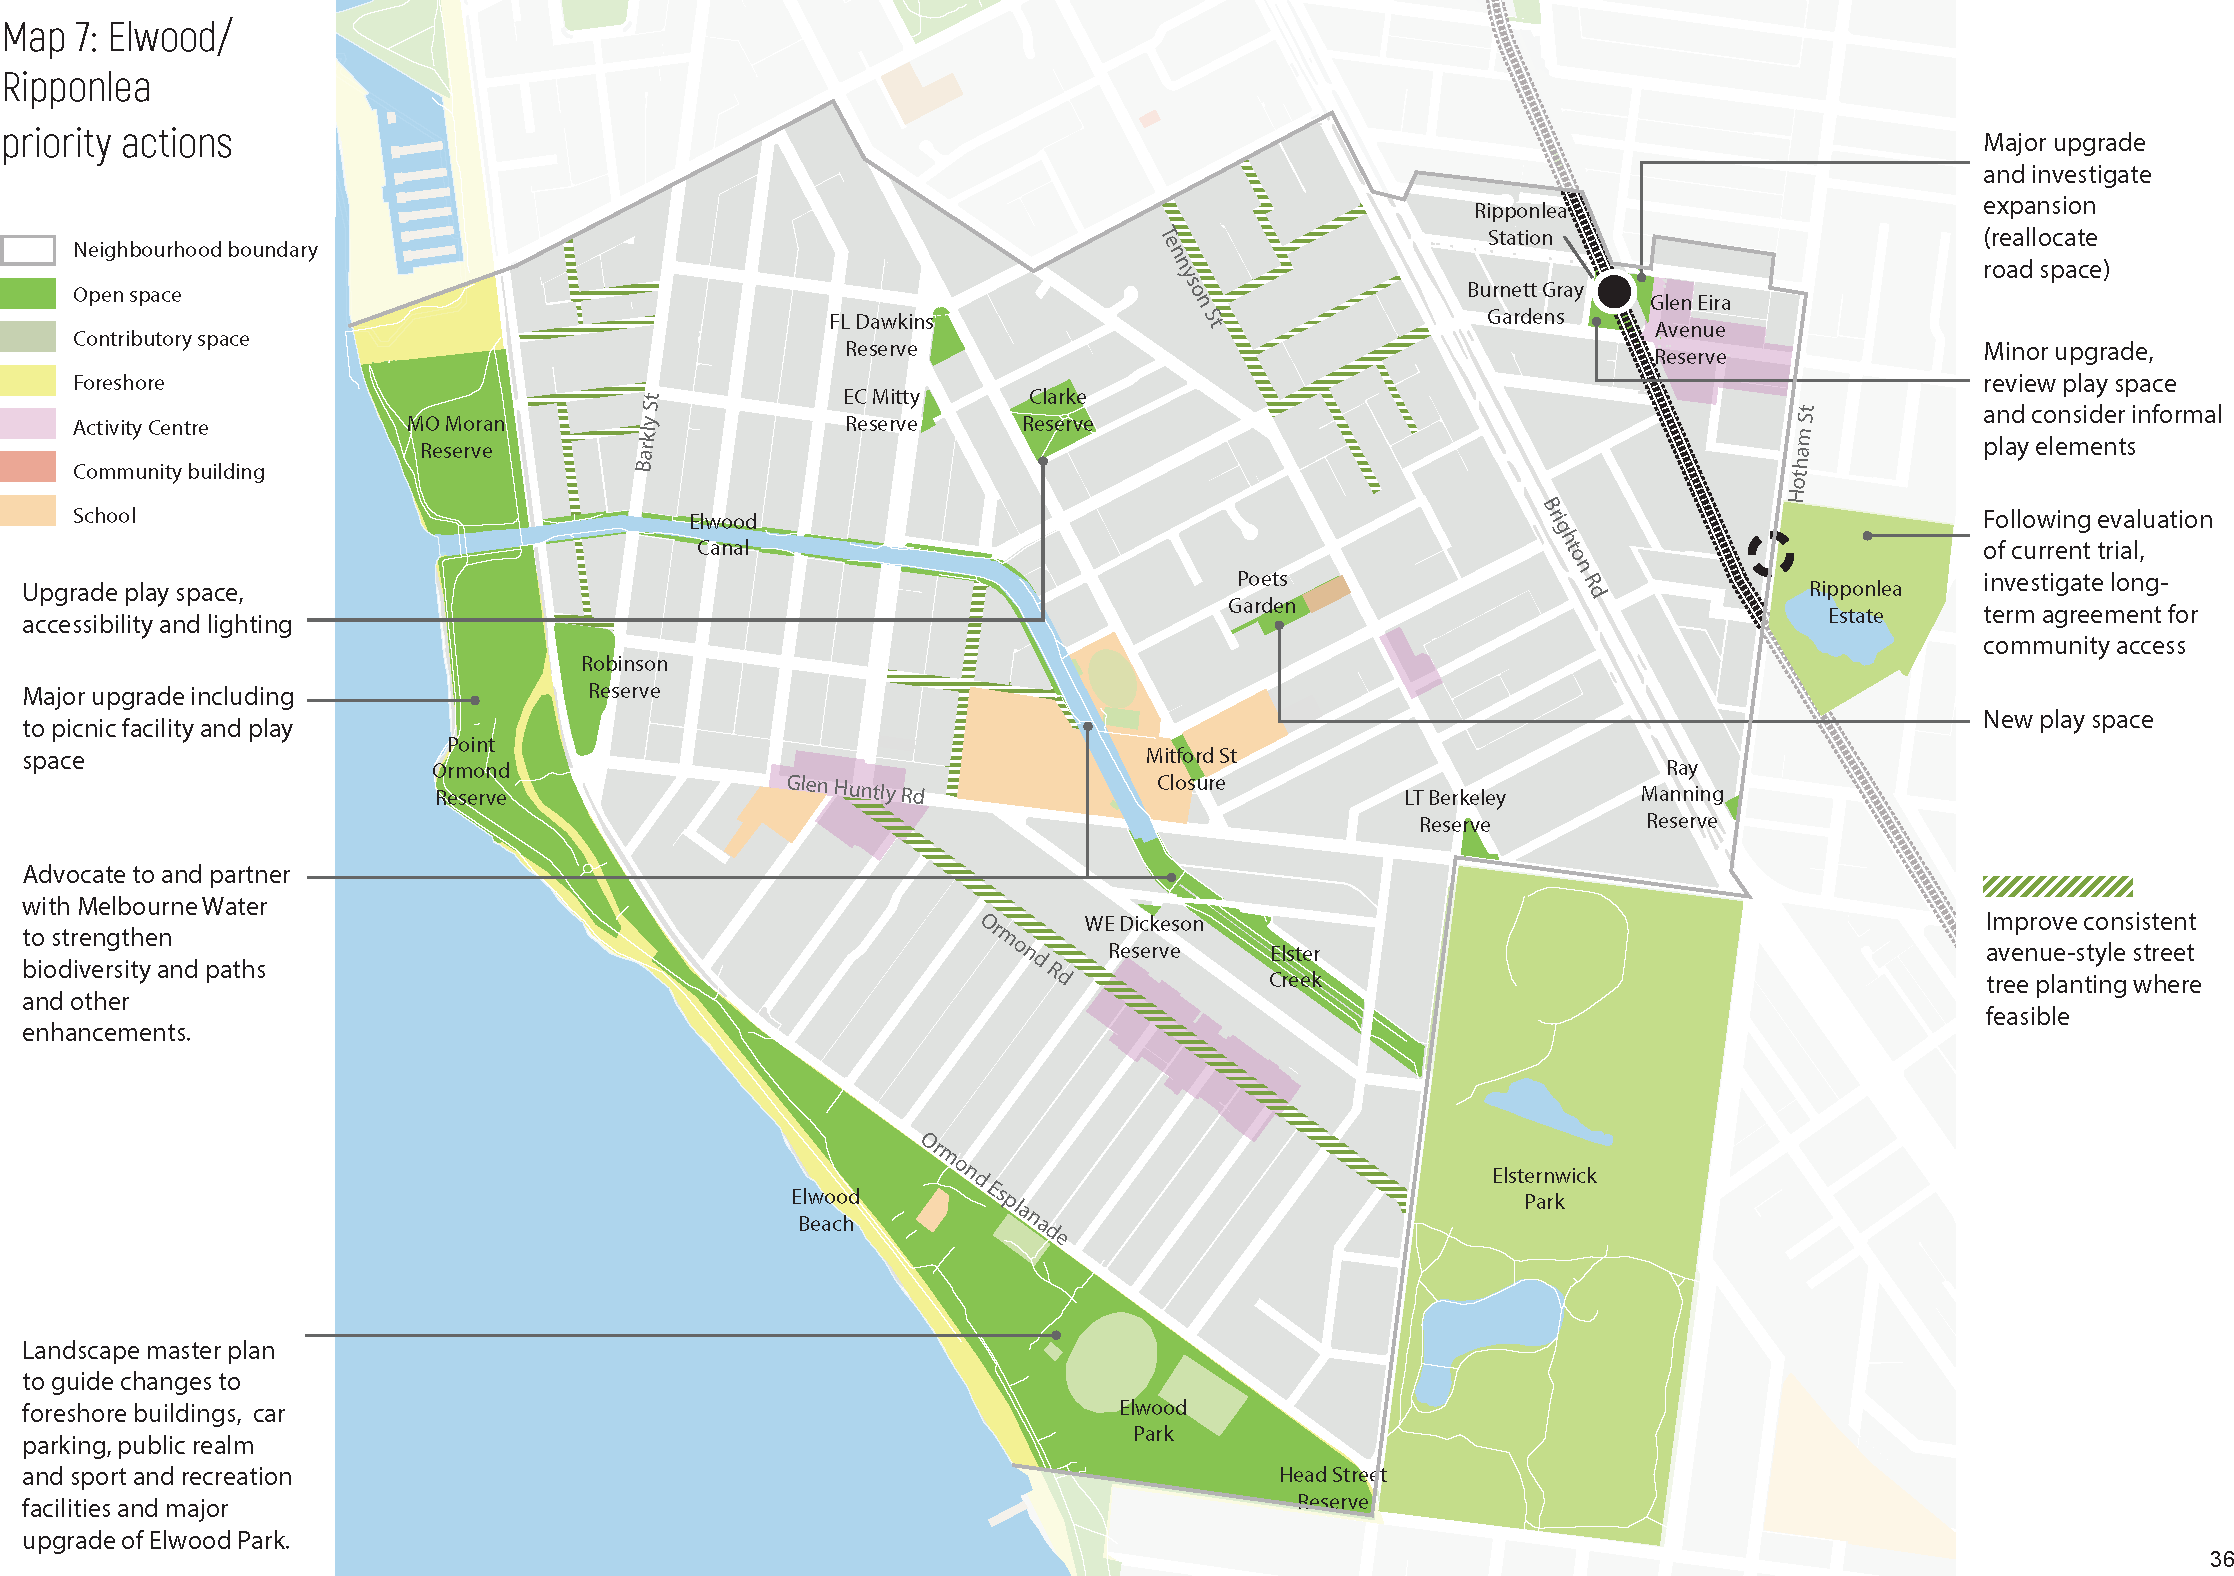 Map 7: Elwood/
Ripponlea
priority actions
Neighbourhood boundary
Open space
Contributory space
Foreshore
Activity Centre
Community building
School
Upgrade play space,
accessibility and lighting
Major upgrade including
to picnic facility and play
space
Advocate to and partner
with Melbourne Water
to strengthen
biodiversity and paths
and other
enhancements.
Landscape master plan
to guide changes to
foreshore buildings, car
parking, public realm
and sport and recreation
facilities and major
upgrade of Elwood Park.
Ripponlea
Station
Burnett Gray
Gardens
Glen Eira
Avenue
Reserve
Tennyson St
FL Dawkins
Reserve
EC Mitty
Reserve
Clarke
Reserve
MO Moran
Reserve
Barkly St
Hotham St
Brighton Rd
Elwood
Canal
Poets
Garden
Ripponlea
Estate
Robinson
Reserve
Point
Ormond
Reserve
Mitford St
Closure
Glen Huntly Rd
LT Berkeley
Reserve
Ray
Manning
Reserve
Ormond Rd
WE Dickeson
Reserve
Elster
Creek
Ormond Esplanade
Elwood
Beach
Elsternwick
Park
Elwood
Park
Head Street
Reserve
Major upgrade
and investigate
expansion
(reallocate
road space)
Minor upgrade,
review play space
and consider informal
play elements
Following evaluation
of current trial,
investigate long-
term agreement for
community access
New play space
Improve consistent
avenue-style street
tree planting where
feasible
36